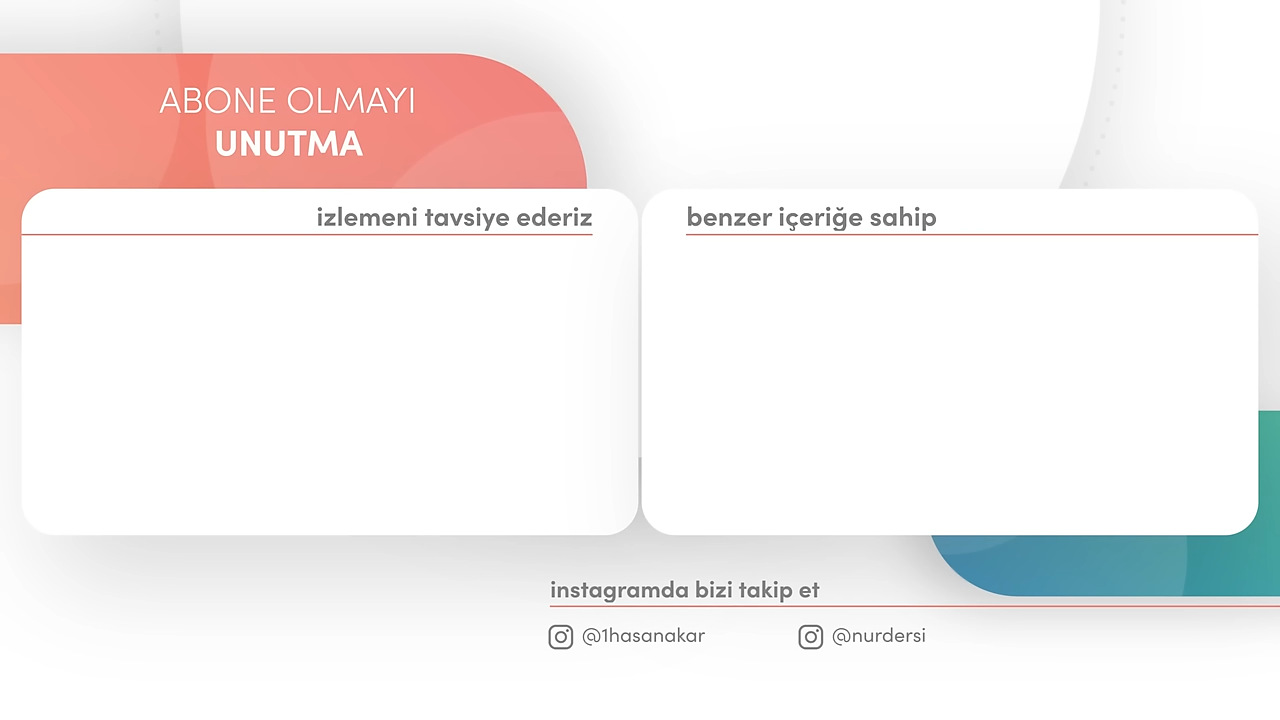 ABONE OLMAYI
UNUTMA
izlemeni tavsiye ederiz
benzer içeriğe sahip
instagramda bizi takip et
@1hasanakar
@nurdersi